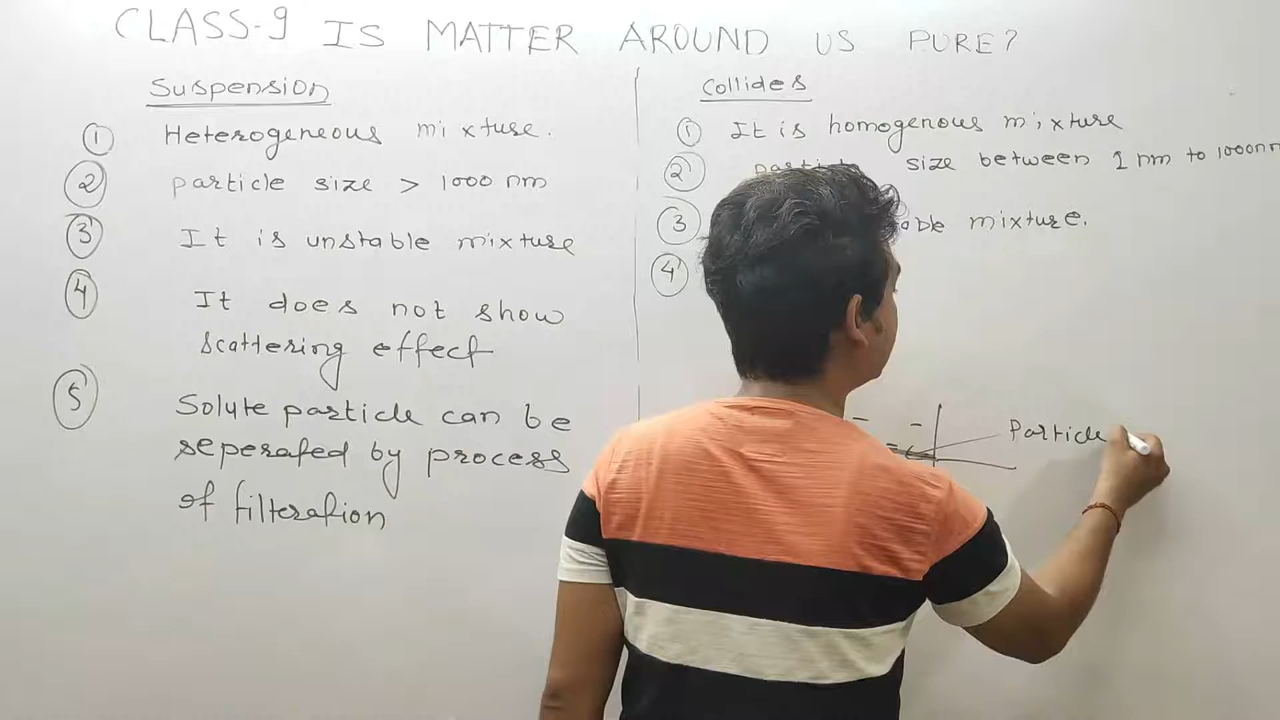 CLASS-9 IS MATTER AROUND US PURE?
Suspension
① Heterogeneous mixture.
② particle size > 1000 nm
③ It is unstable mixture
④ It does not show
scattering effect
⑤ Solute particle can be
seperated by process
of filteration
Collides
① It is homogenous mixture
② size between 1 nm to 1000nm
③ mixture.
④
Particle